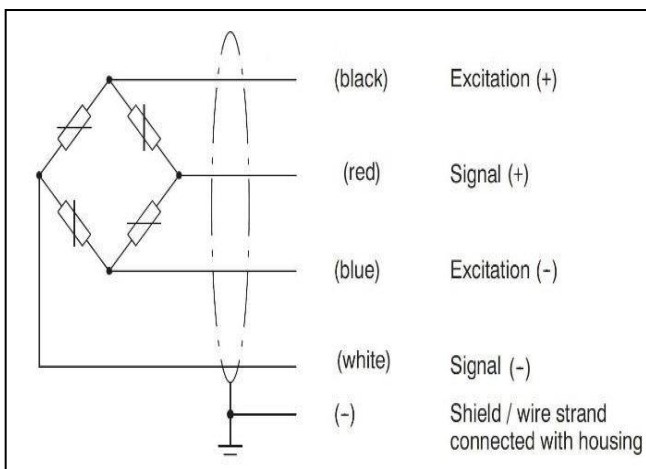 (black) Excitation (+)
(red) Signal (+)
(blue) Excitation (−)
(white) Signal (−)
(−) Shield / wire strand
connected with housing